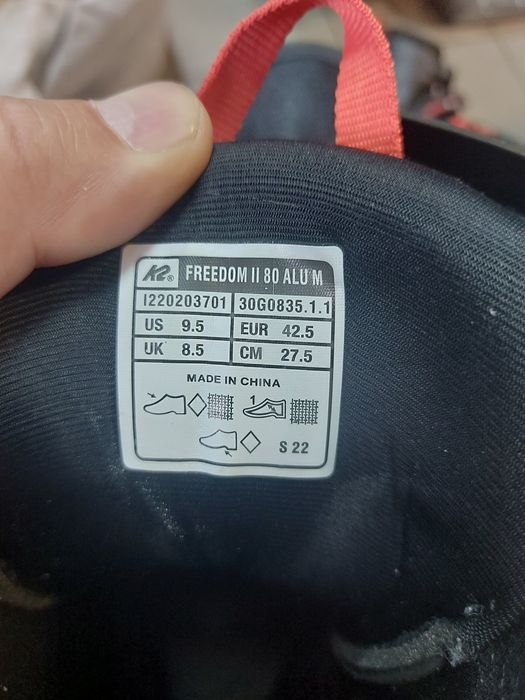 K2® FREEDOM II 80 ALU M
I220203701 30G0835.1.1
US 9.5 EUR 42.5
UK 8.5 CM 27.5
MADE IN CHINA
1
S 22